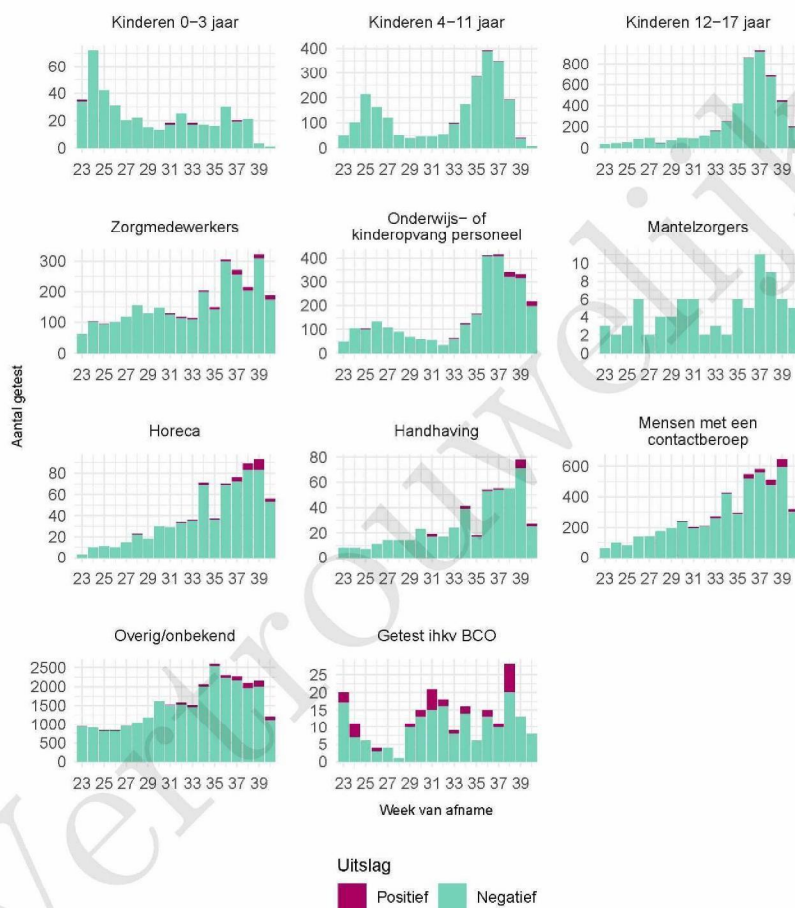 Kinderen 0−3 jaar
60
40
20
0
23 25 27 29 31 33 35 37 39
Kinderen 4−11 jaar
400
300
200
100
0
23 25 27 29 31 33 35 37 39
Kinderen 12−17 jaar
800
600
400
200
0
23 25 27 29 31 33 35 37 39
Zorgmedewerkers
300
200
100
0
23 25 27 29 31 33 35 37 39
Onderwijs− of
kinderopvang personeel
400
300
200
100
0
23 25 27 29 31 33 35 37 39
Mantelzorgers
10
8
6
4
2
0
23 25 27 29 31 33 35 37 39
Aantal getest
Horeca
80
60
40
20
0
23 25 27 29 31 33 35 37 39
Handhaving
80
60
40
20
0
23 25 27 29 31 33 35 37 39
Mensen met een
contactberoep
600
400
200
0
23 25 27 29 31 33 35 37 39
Overig/onbekend
2500
2000
1500
1000
500
0
23 25 27 29 31 33 35 37 39
Getest ihkv BCO
25
20
15
10
5
0
23 25 27 29 31 33 35 37 39
Week van afname
Uitslag
Positief Negatief
Vertrouwelijk